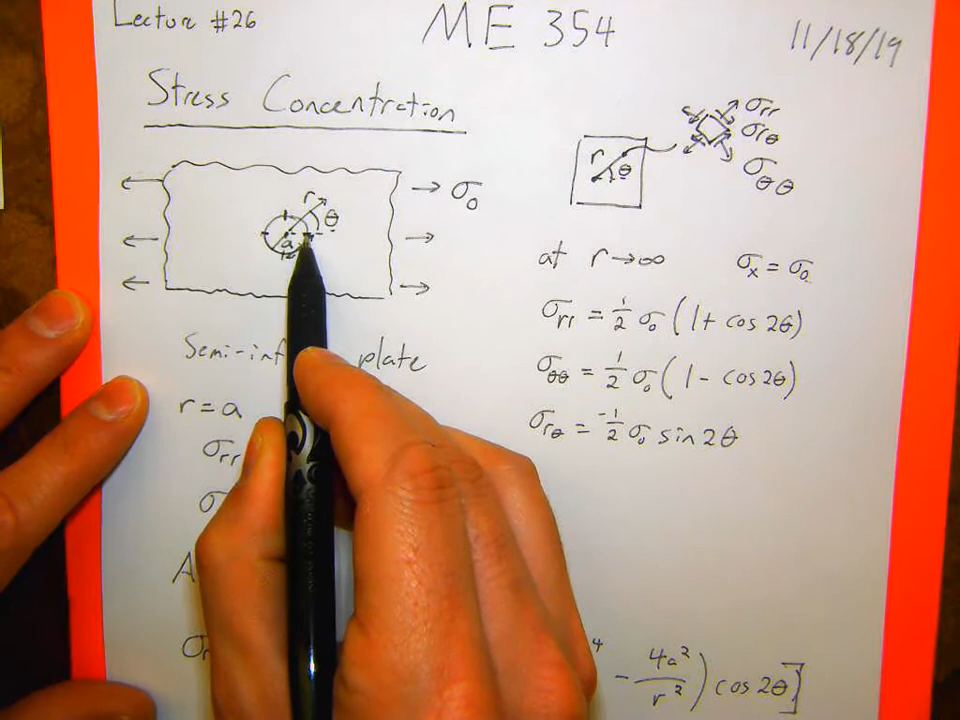 Lecture #26
ME 354
11/18/19
Stress Concentration
σrr
σrθ
σθθ
r θ
σ₀
r θ
a
at r→∞ σx = σ₀
σrr = 1/2 σ₀ (1+ cos 2θ)
Semi-inf plate
σθθ = 1/2 σ₀ (1 - cos2θ)
r = a
σrθ = -1/2 σ₀ sin 2θ
σrr
σ
A
σr
4 - 4a²/r²) cos 2θ]